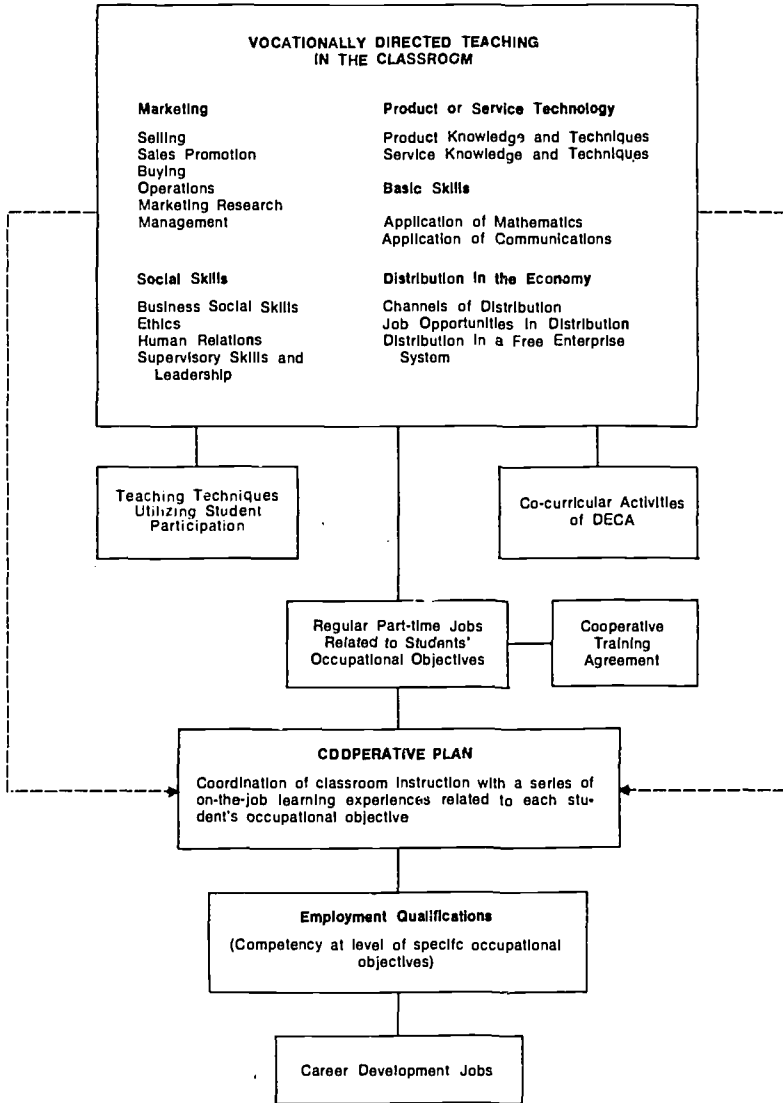 VOCATIONALLY DIRECTED TEACHING
IN THE CLASSROOM
Marketing
Selling
Sales Promotion
Buying
Operations
Marketing Research
Management
Product or Service Technology
Product Knowledge and Techniques
Service Knowledge and Techniques
Basic Skills
Application of Mathematics
Application of Communications
Social Skills
Business Social Skills
Ethics
Human Relations
Supervisory Skills and
Leadership
Distribution in the Economy
Channels of Distribution
Job Opportunities in Distribution
Distribution in a Free Enterprise
System
Teaching Techniques
Utilizing Student
Participation
Co-curricular Activities
of DECA
Regular Part-time Jobs
Related to Students'
Occupational Objectives
Cooperative
Training
Agreement
COOPERATIVE PLAN
Coordination of classroom instruction with a series of
on-the-job learning experiences related to each stu-
dent's occupational objective
Employment Qualifications
(Competency at level of specifc occupational
objectives)
Career Development Jobs